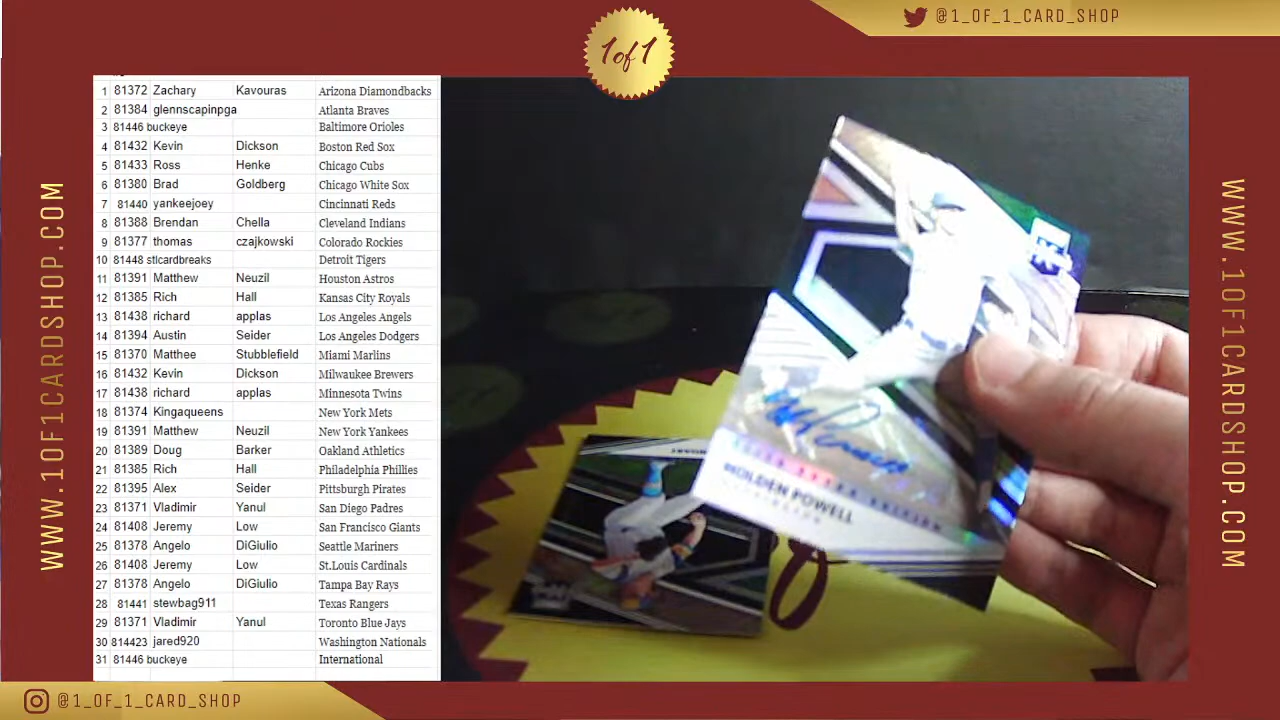 @1_OF_1_CARD_SHOP
1 of 1
1 81372 Zachary Kavouras Arizona Diamondbacks
2 81384 glennscapinpga Atlanta Braves
3 81446 buckeye Baltimore Orioles
4 81432 Kevin Dickson Boston Red Sox
5 81433 Ross Henke Chicago Cubs
6 81380 Brad Goldberg Chicago White Sox
7 81440 yankeejoey Cincinnati Reds
8 81388 Brendan Chella Cleveland Indians
9 81377 thomas czajkowski Colorado Rockies
10 81448 stlcardbreaks Detroit Tigers
11 81391 Matthew Neuzil Houston Astros
12 81385 Rich Hall Kansas City Royals
13 81438 richard applas Los Angeles Angels
14 81394 Austin Seider Los Angeles Dodgers
15 81370 Matthee Stubblefield Miami Marlins
16 81432 Kevin Dickson Milwaukee Brewers
17 81438 richard applas Minnesota Twins
18 81374 Kingaqueens New York Mets
19 81391 Matthew Neuzil New York Yankees
20 81389 Doug Barker Oakland Athletics
21 81385 Rich Hall Philadelphia Phillies
22 81395 Alex Seider Pittsburgh Pirates
23 81371 Vladimir Yanul San Diego Padres
24 81408 Jeremy Low San Francisco Giants
25 81378 Angelo DiGiulio Seattle Mariners
26 81408 Jeremy Low St.Louis Cardinals
27 81378 Angelo DiGiulio Tampa Bay Rays
28 81441 stewbag911 Texas Rangers
29 81371 Vladimir Yanul Toronto Blue Jays
30 814423 jared920 Washington Nationals
31 81446 buckeye International
HOLDEN POWELL
WWW.1OF1CARDSHOP.COM
WWW.1OF1CARDSHOP.COM
@1_OF_1_CARD_SHOP